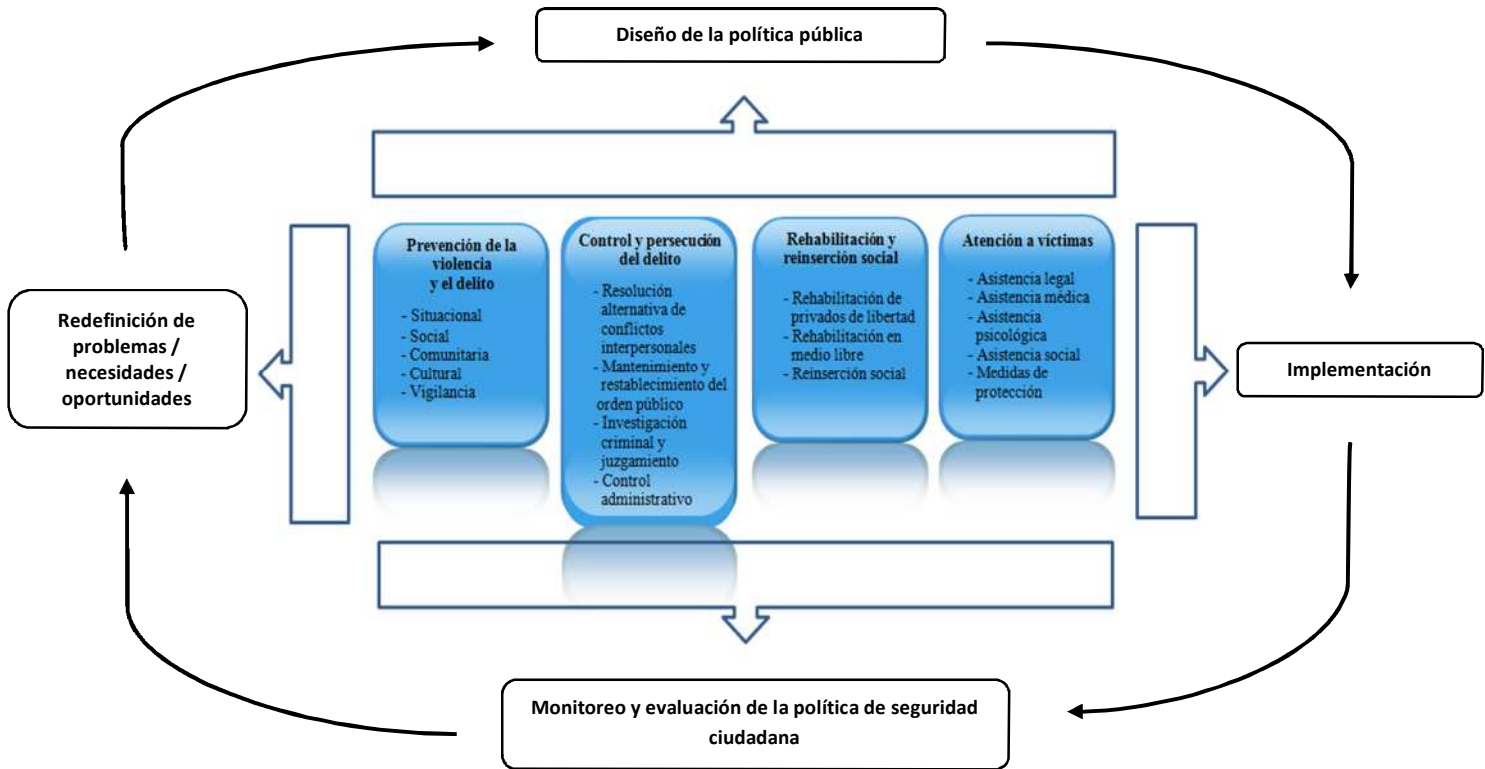 Diseño de la política pública
Prevención de la
violencia
y el delito
- Situacional
- Social
- Comunitaria
- Cultural
- Vigilancia
Control y persecución
del delito
- Resolución
alternativa de
conflictos
interpersonales
- Mantenimiento y
restablecimiento del
orden público
- Investigación
criminal y
juzgamiento
- Control
administrativo
Rehabilitación y
reinserción social
- Rehabilitación de
privados de libertad
- Rehabilitación en
medio libre
- Reinserción social
Atención a víctimas
- Asistencia legal
- Asistencia médica
- Asistencia
psicológica
- Asistencia social
- Medidas de
protección
Redefinición de
problemas /
necesidades /
oportunidades
Implementación
Monitoreo y evaluación de la política de seguridad
ciudadana